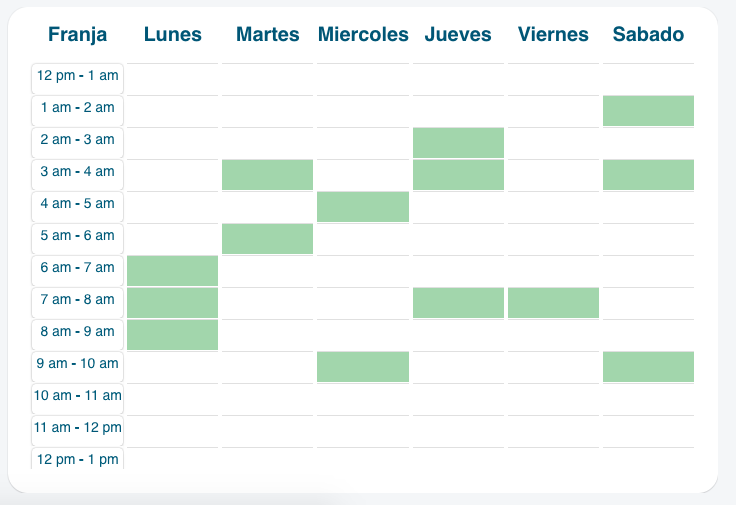 Franja Lunes Martes Miercoles Jueves Viernes Sabado
12 pm - 1 am
1 am - 2 am
2 am - 3 am
3 am - 4 am
4 am - 5 am
5 am - 6 am
6 am - 7 am
7 am - 8 am
8 am - 9 am
9 am - 10 am
10 am - 11 am
11 am - 12 pm
12 pm - 1 pm